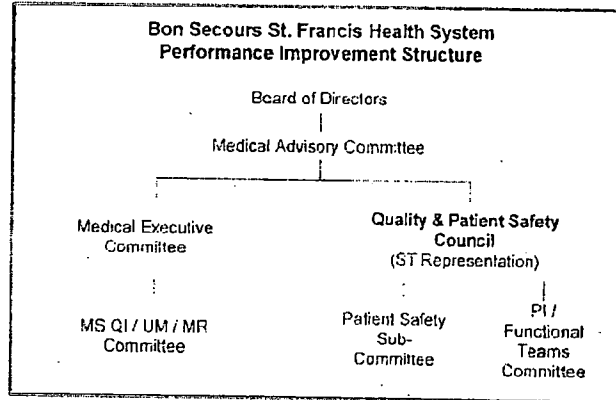 Bon Secours St. Francis Health System
Performance Improvement Structure
Board of Directors
Medical Advisory Committee
Medical Executive
Committee
Quality & Patient Safety
Council
(ST Representation)
MS QI / UM / MR
Committee
Patient Safety
Sub-
Committee
PI /
Functional
Teams
Committee